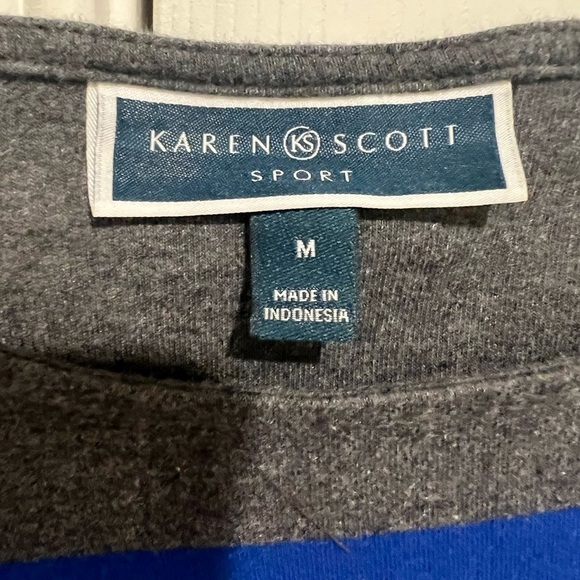 KAREN KS SCOTT
SPORT
M
MADE IN
INDONESIA